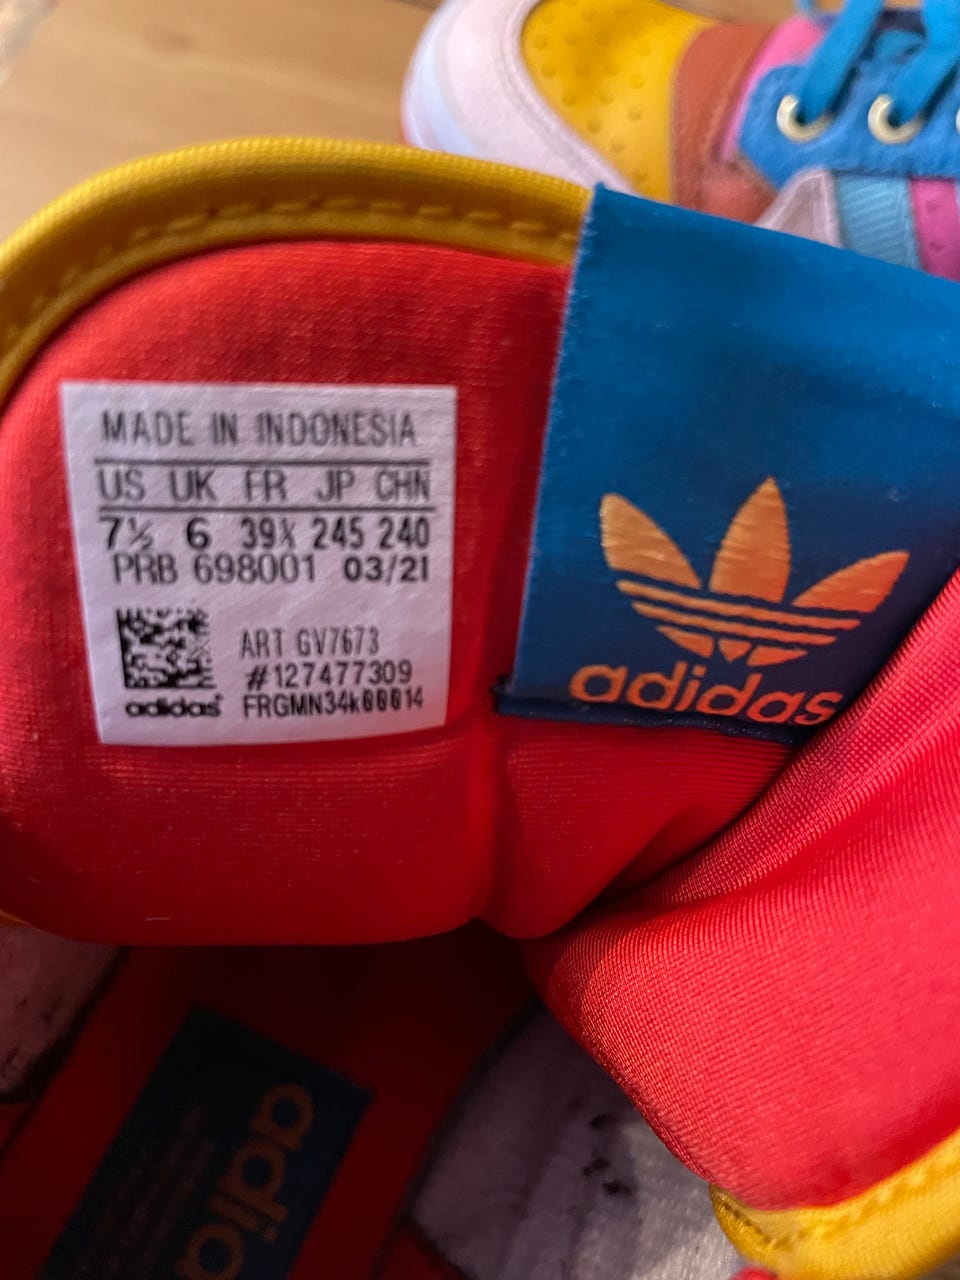 MADE IN INDONESIA
US UK FR JP CHN
7½ 6 39⅓ 245 240
PRB 698001 03/21
ART GV7673
#127477309
adidas FRGMN34k00014
adidas
adidas